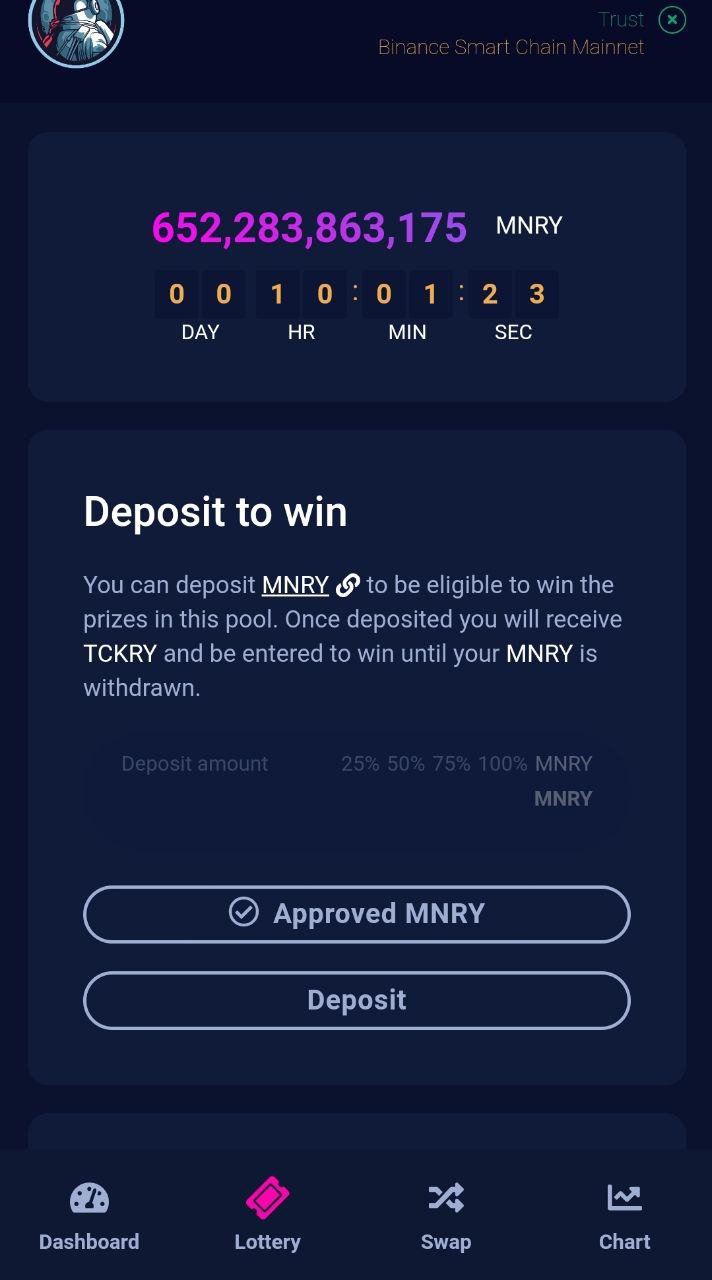 Trust
Binance Smart Chain Mainnet
652,283,863,175 MNRY
0 0 1 0 : 0 1 : 2 3
DAY HR MIN SEC
Deposit to win
You can deposit MNRY to be eligible to win the
prizes in this pool. Once deposited you will receive
TCKRY and be entered to win until your MNRY is
withdrawn.
Deposit amount 25% 50% 75% 100% MNRY
MNRY
Approved MNRY
Deposit
Dashboard Lottery Swap Chart